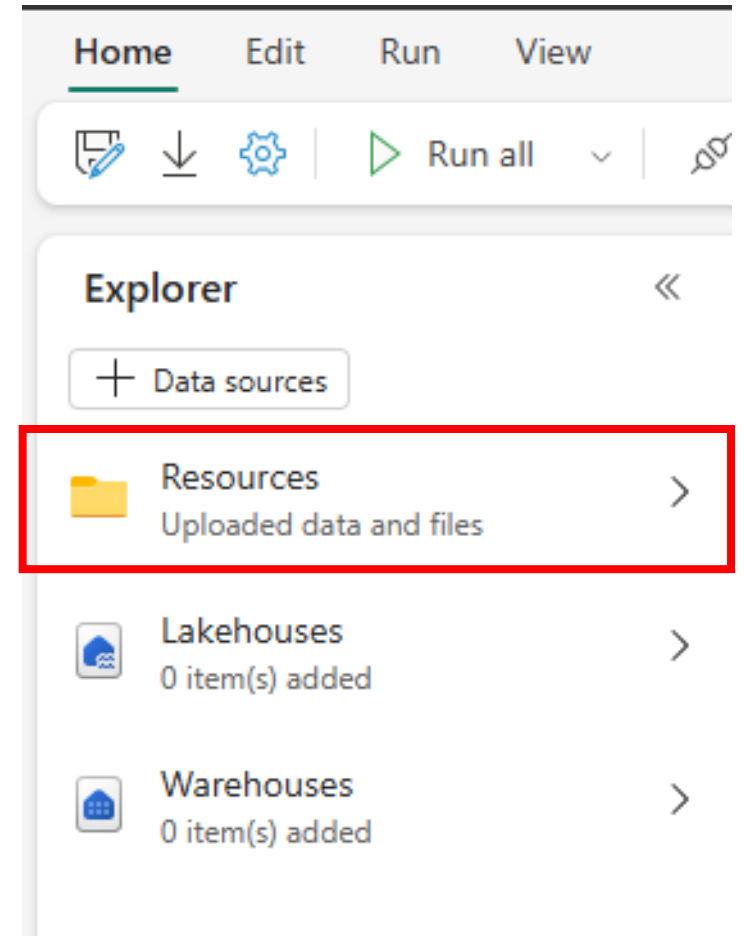 Home Edit Run View
Run all
Explorer
Data sources
Resources
Uploaded data and files
Lakehouses
0 item(s) added
Warehouses
0 item(s) added